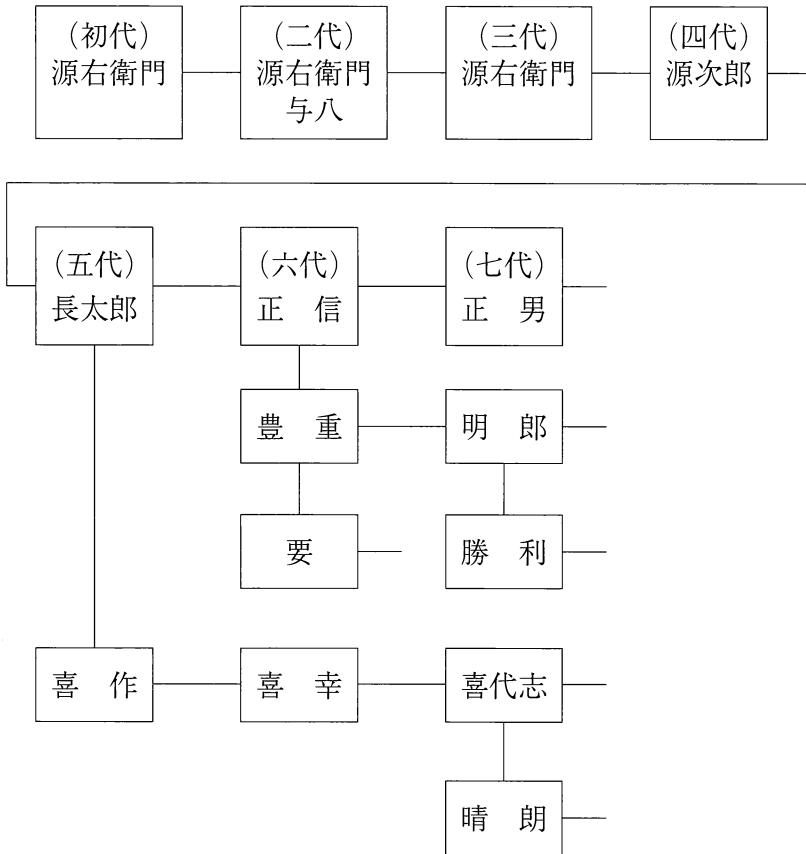 （初代）
源右衛門
（二代）
源右衛門
与八
（三代）
源右衛門
（四代）
源次郎
（五代）
長太郎
（六代）
正　信
（七代）
正　男
豊　重
明　郎
要
勝　利
喜　作
喜　幸
喜代志
晴　朗